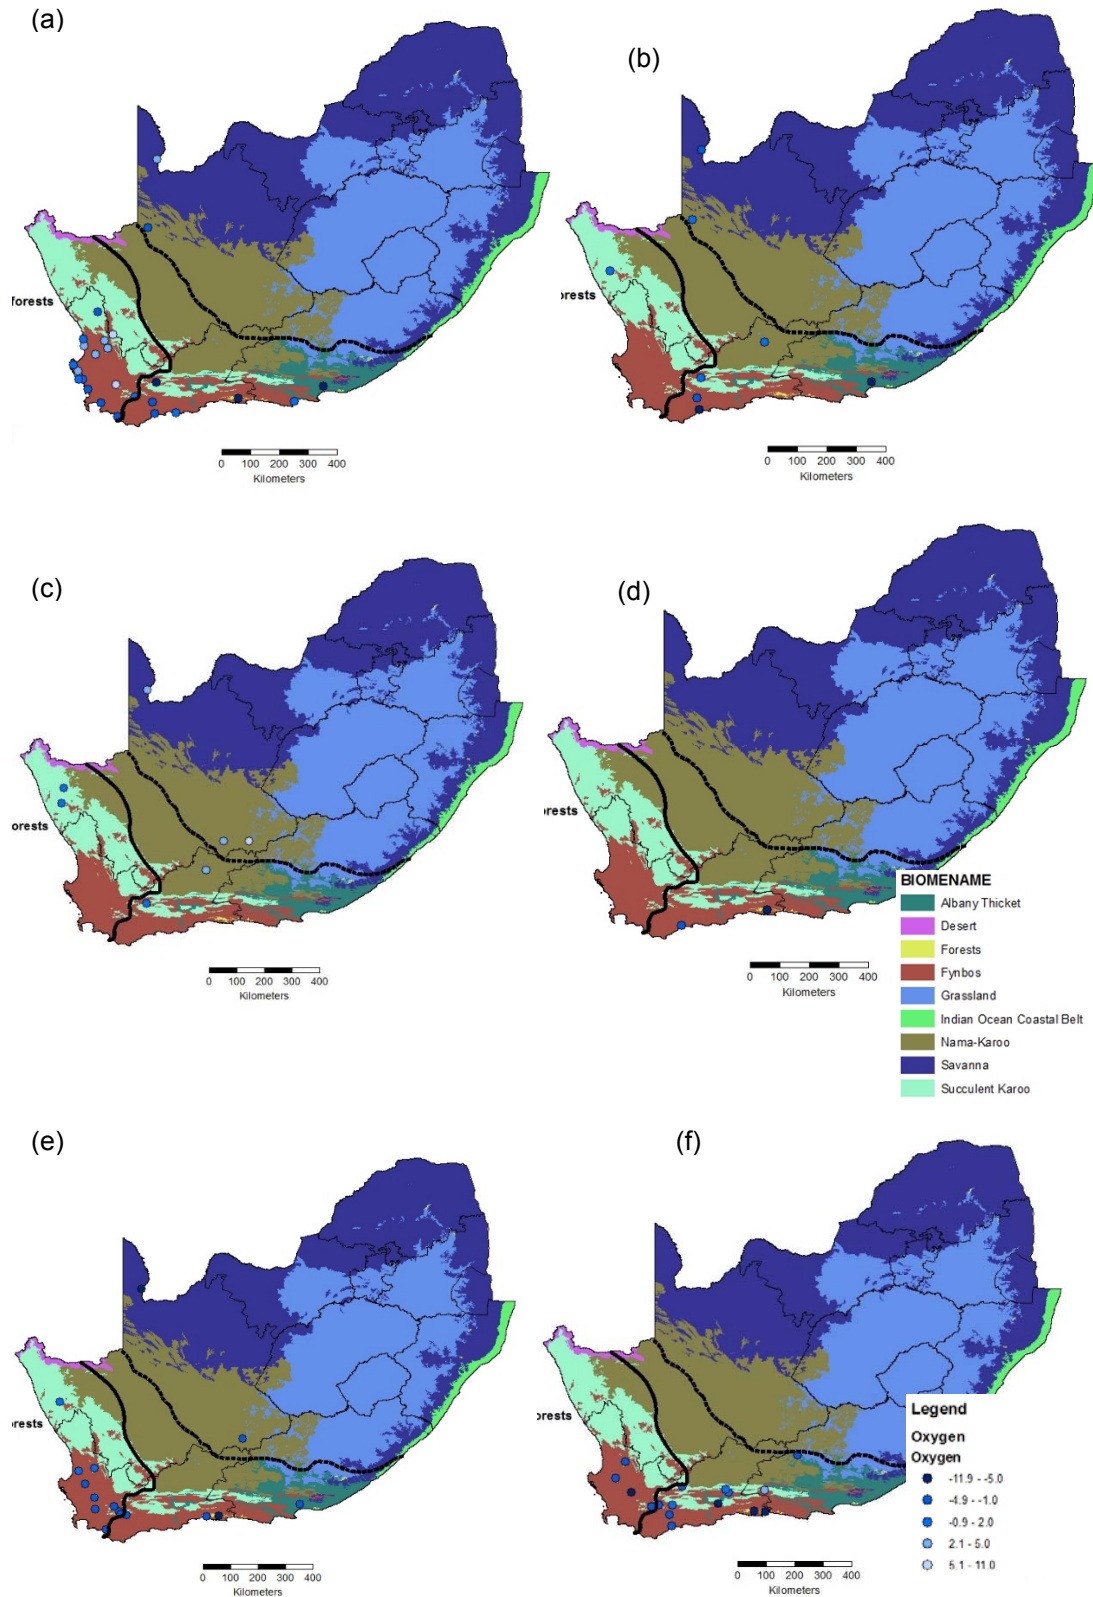 (a)
(b)
forests
orests
0 100 200 300 400
Kilometers
0 100 200 300 400
Kilometers
(c)
(d)
orests
orests
0 100 200 300 400
Kilometers
0 100 200 300 400
Kilometers
BIOMENAME
Albany Thicket
Desert
Forests
Fynbos
Grassland
Indian Ocean Coastal Belt
Nama-Karoo
Savanna
Succulent Karoo
(e)
(f)
orests
orests
0 100 200 300 400
Kilometers
0 100 200 300 400
Kilometers
Legend
Oxygen
Oxygen
-11.9 - -5.0
-4.9 - -1.0
-0.9 - 2.0
2.1 - 5.0
5.1 - 11.0